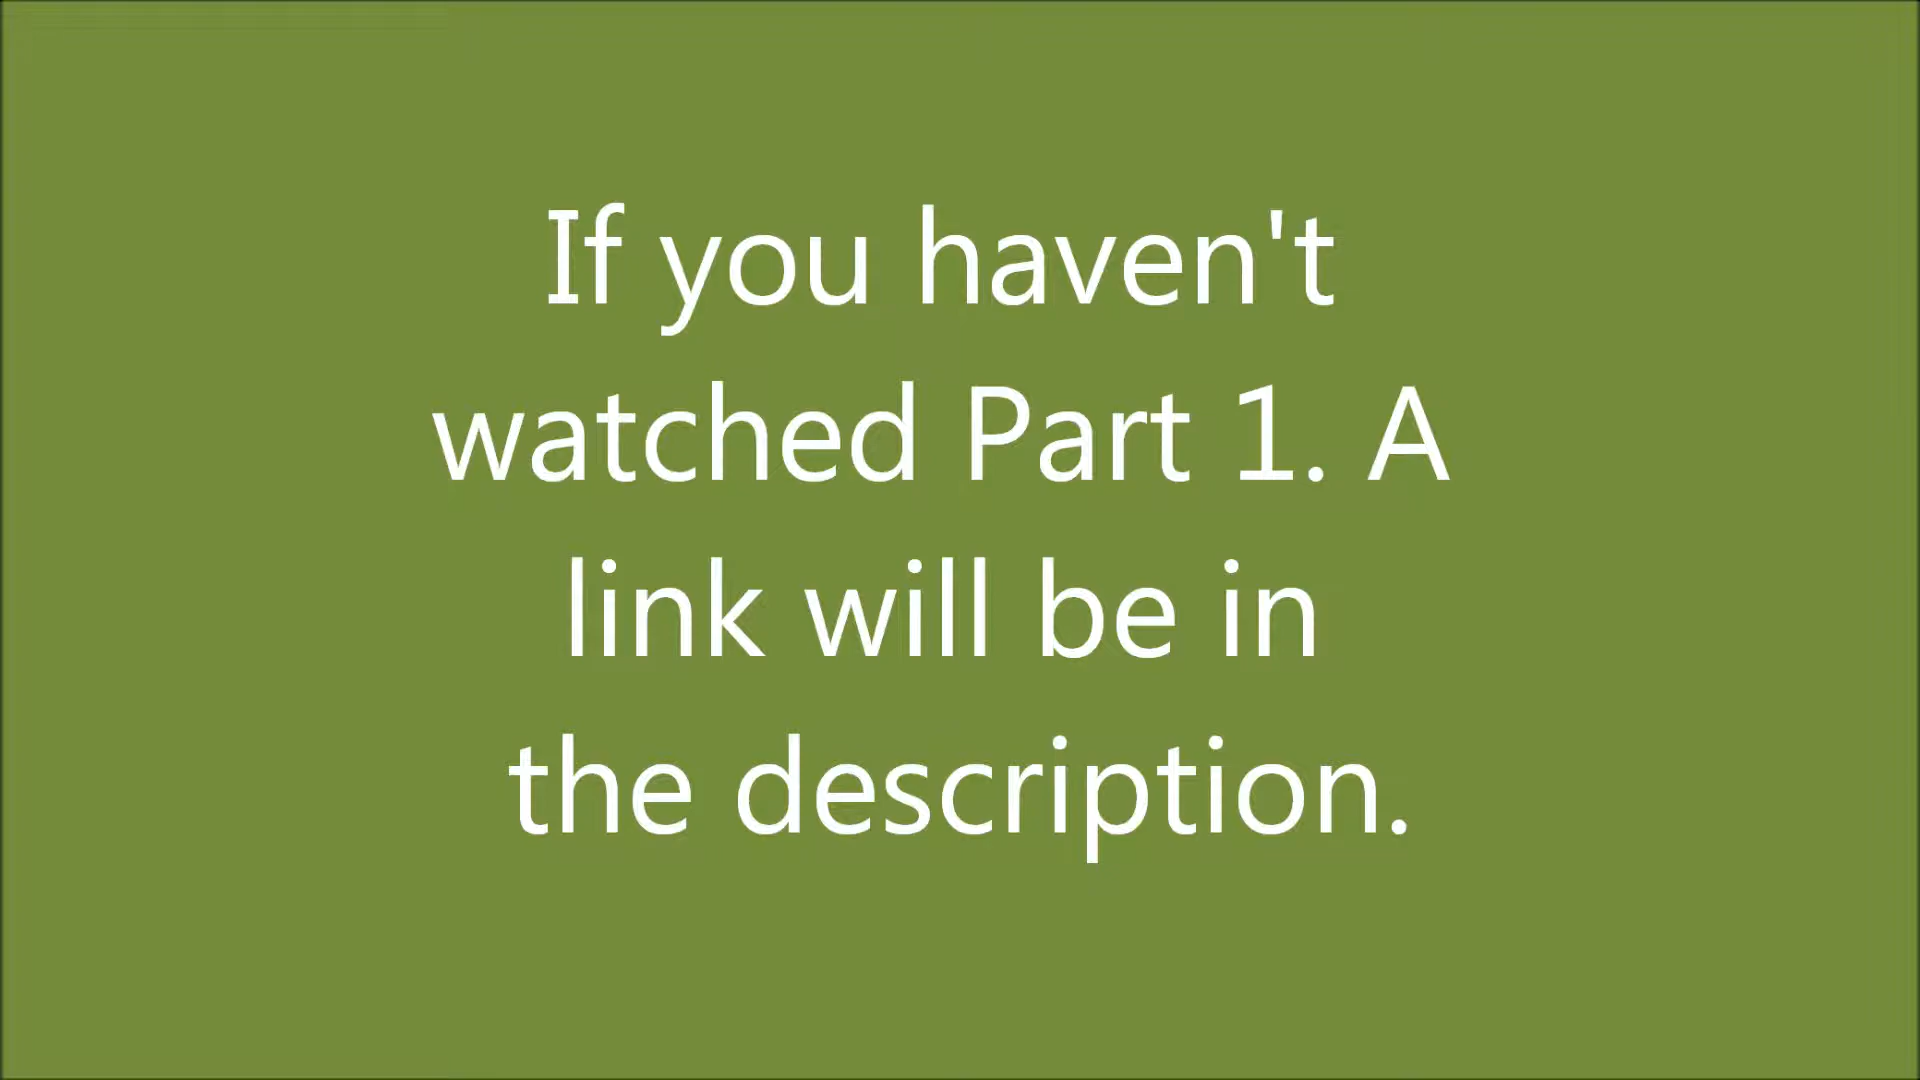 If you haven't
watched Part 1. A
link will be in
the description.